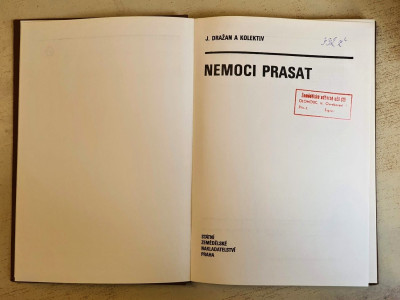 J. DRAŽAN A KOLEKTIV
NEMOCI PRASAT
STÁTNÍ
ZEMĚDĚLSKÉ
NAKLADATELSTVÍ
PRAHA